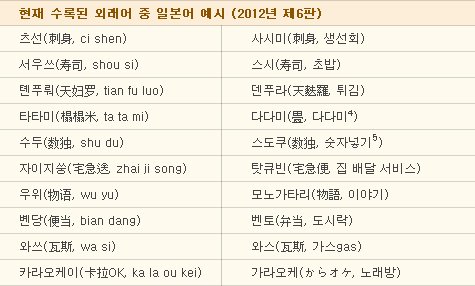 현재 수록된 외래어 중 일본어 예시 (2012년 제6판)
츠선(刺身, ci shen) 사시미(刺身, 생선회)
서우쓰(寿司, shou si) 스시(寿司, 초밥)
톈푸뤄(天妇罗, tian fu luo) 덴푸라(天麩羅, 튀김)
타타미(榻榻米, ta ta mi) 다다미(畳, 다다미4)
수두(数独, shu du) 스도쿠(数独, 숫자넣기5)
자이지쑹(宅急送, zhai ji song) 탓큐빈(宅急便, 집 배달 서비스)
우위(物语, wu yu) 모노가타리(物語, 이야기)
볜당(便当, bian dang) 벤토(弁当, 도시락)
와쓰(瓦斯, wa si) 와스(瓦斯, 가스gas)
카라오케이(卡拉OK, ka la ou kei) 가라오케(からオケ, 노래방)